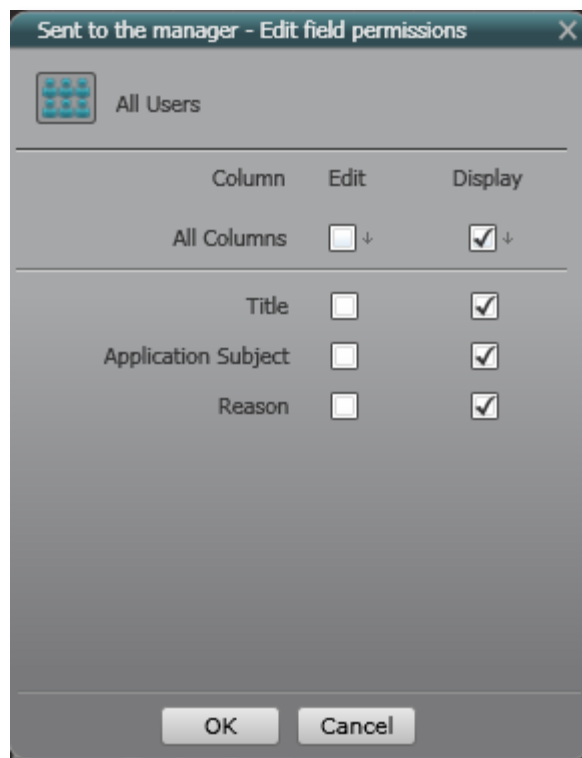 Sent to the manager - Edit field permissions
All Users
Column Edit Display
All Columns
Title
Application Subject
Reason
OK Cancel